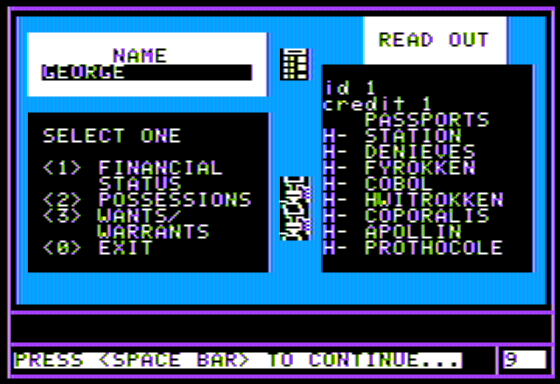 NAME
GEORGE
SELECT ONE
<1> FINANCIAL
STATUS
<2> POSSESSIONS
<3> WANTS/
WARRANTS
<0> EXIT
READ OUT
id 1
credit 1
PASSPORTS
H- STATION
H- DENIEVES
H- FYROKKEN
H- COBOL
H- HWITROKKEN
H- COPORALIS
H- APOLLIN
H- PROTHOCOLE
PRESS <SPACE BAR> TO CONTINUE...
9